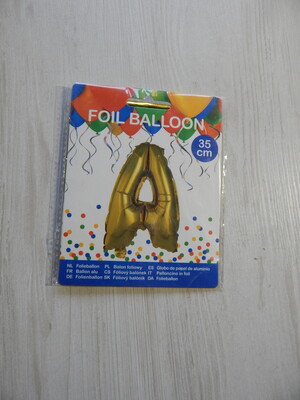 FOIL BALLOON
35
cm
A
NL Folieballon PL Balon foliowy ES Globo de papel de aluminio
FR Ballon alu CS Fóliový balónek IT Palloncino in foil
DE Folienballon SK Fóliový balónek DA Folieballon